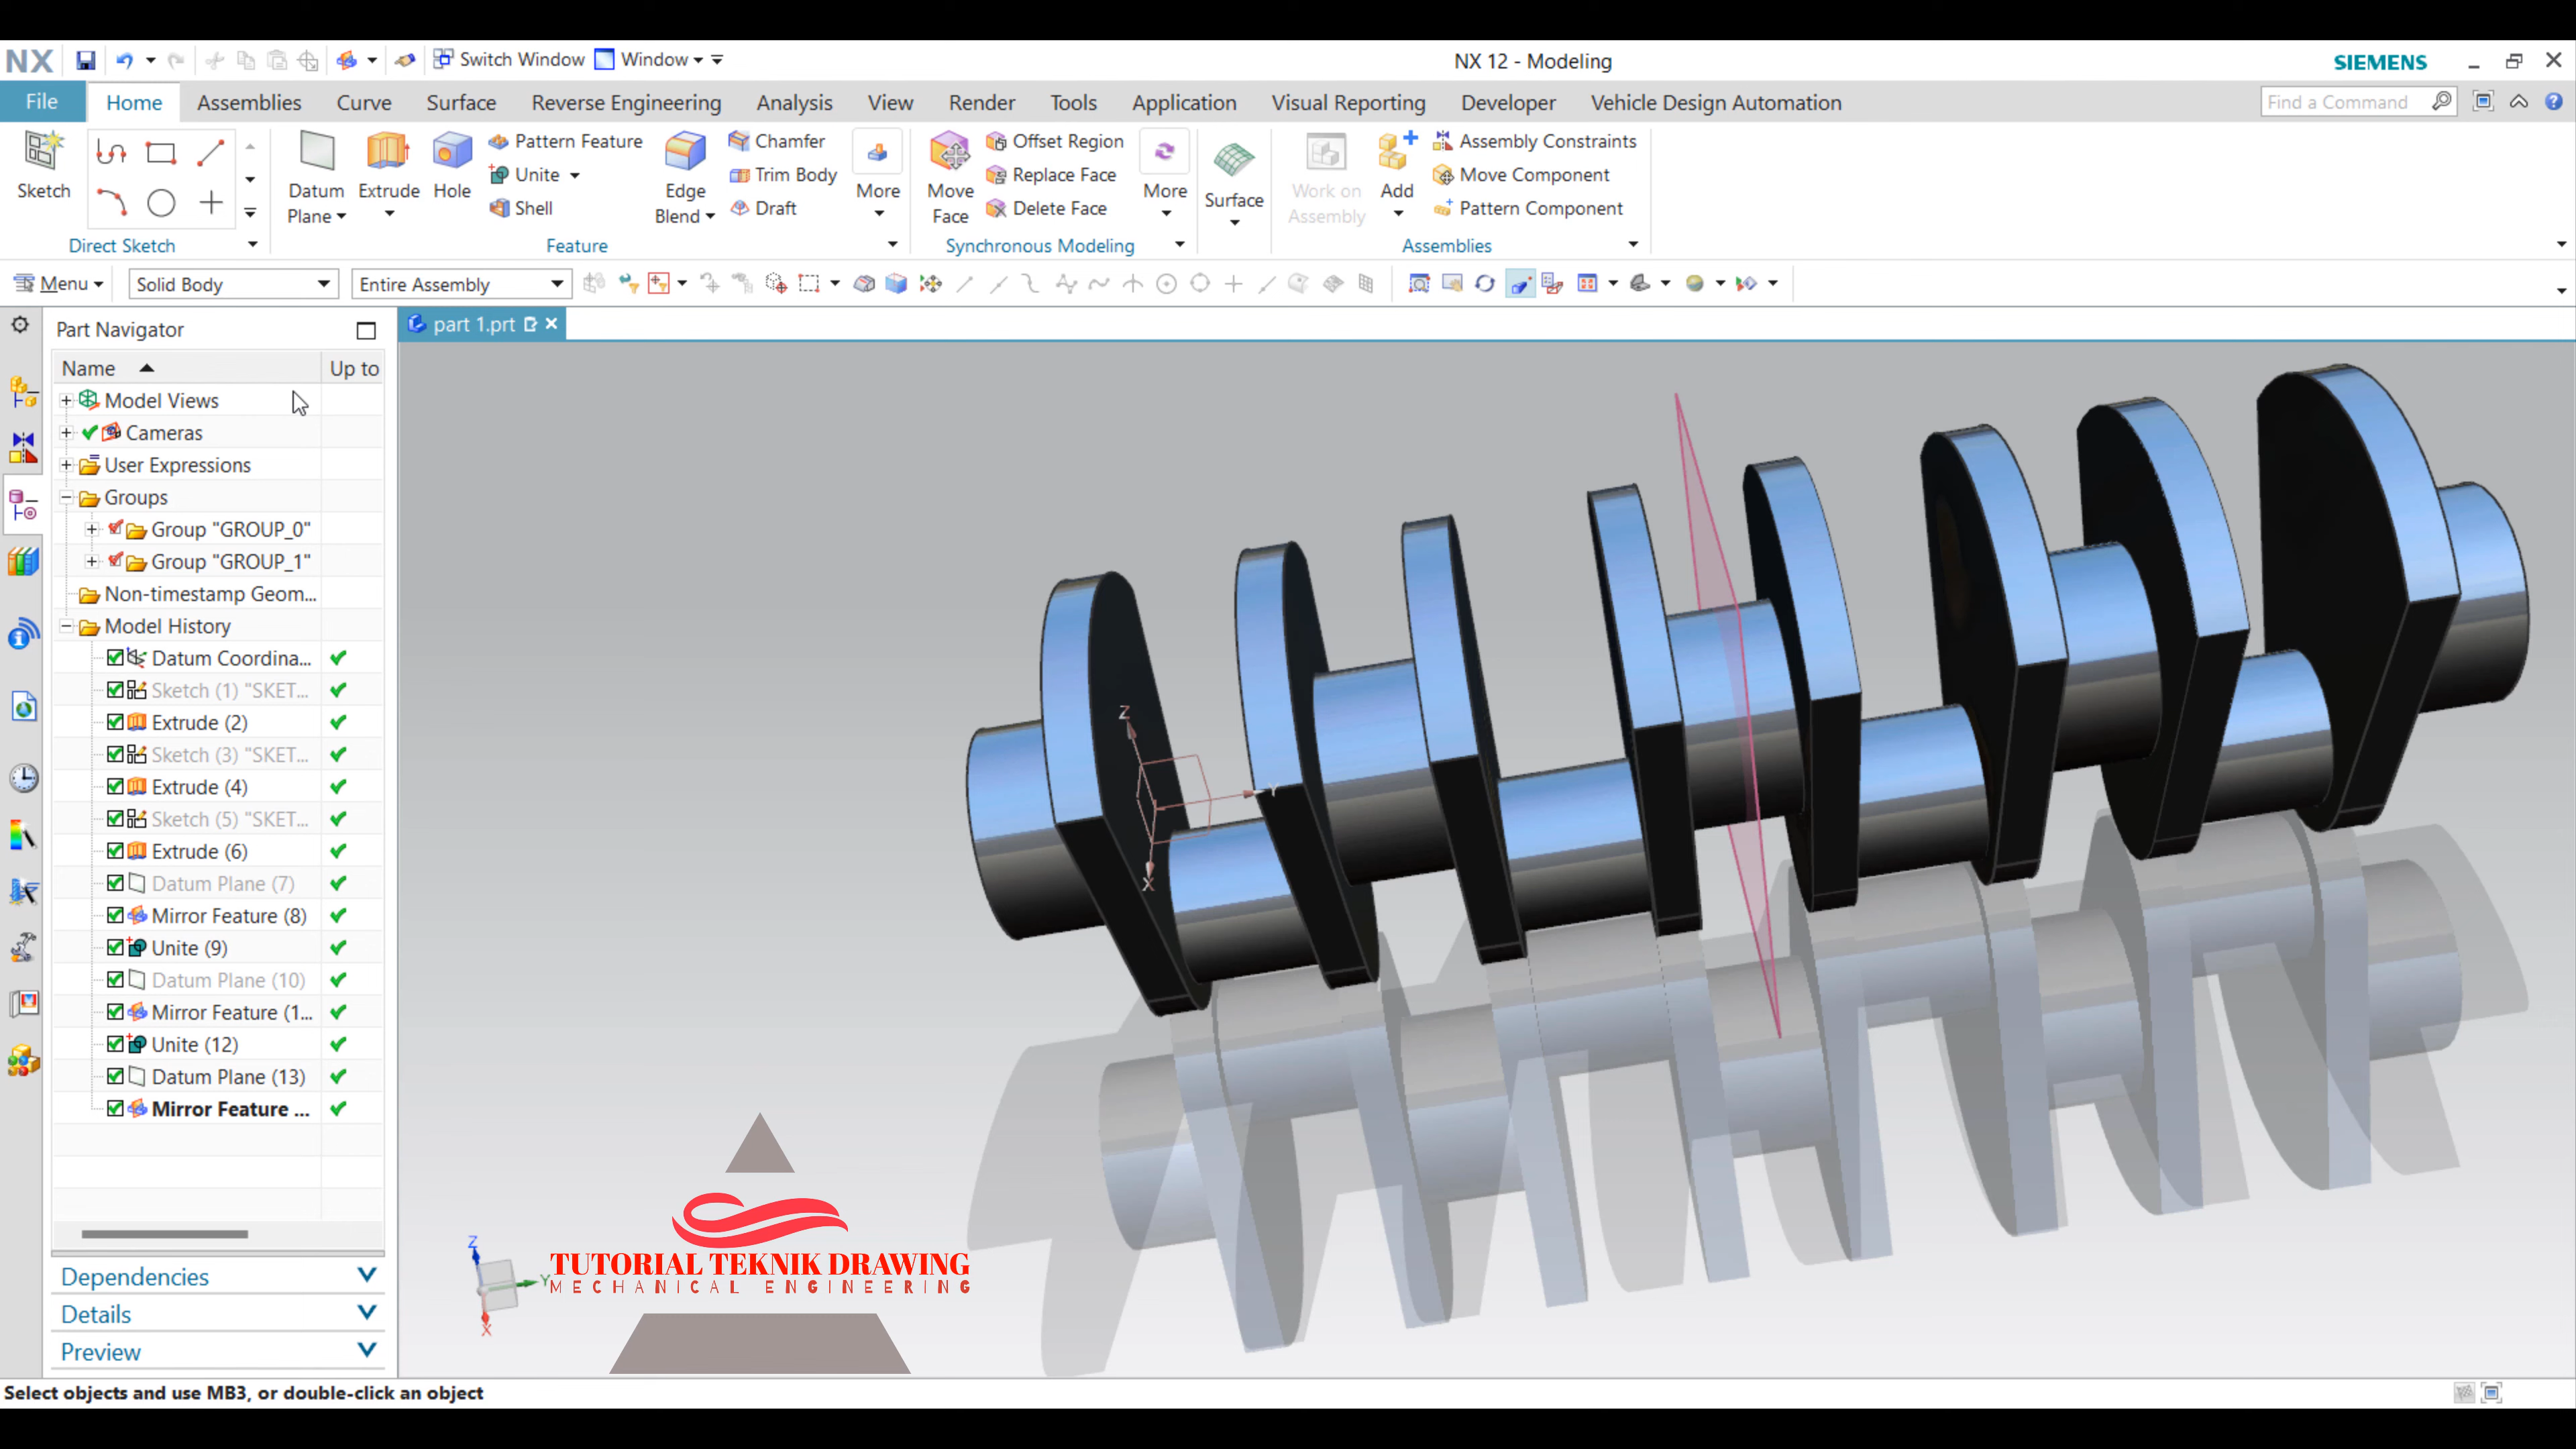 NX
Switch Window
Window
NX 12 - Modeling
SIEMENS
File
Home
Assemblies
Curve
Surface
Reverse Engineering
Analysis
View
Render
Tools
Application
Visual Reporting
Developer
Vehicle Design Automation
Find a Command
Sketch
Direct Sketch
Datum Plane
Extrude
Hole
Pattern Feature
Unite
Shell
Edge Blend
Chamfer
Trim Body
Draft
More
Feature
Move Face
Offset Region
Replace Face
Delete Face
More
Synchronous Modeling
Surface
Work on Assembly
Add
Assembly Constraints
Move Component
Pattern Component
Assemblies
Menu
Solid Body
Entire Assembly
Part Navigator
part 1.prt
Name
Up to
Model Views
Cameras
User Expressions
Groups
Group "GROUP_0"
Group "GROUP_1"
Non-timestamp Geom...
Model History
Datum Coordina...
Sketch (1) "SKET...
Extrude (2)
Sketch (3) "SKET...
Extrude (4)
Sketch (5) "SKET...
Extrude (6)
Datum Plane (7)
Mirror Feature (8)
Unite (9)
Datum Plane (10)
Mirror Feature (1...
Unite (12)
Datum Plane (13)
Mirror Feature ...
Dependencies
Details
Preview
Z
Y
X
Z
Y
X
TUTORIAL TEKNIK DRAWING
MECHANICAL ENGINEERING
Select objects and use MB3, or double-click an object